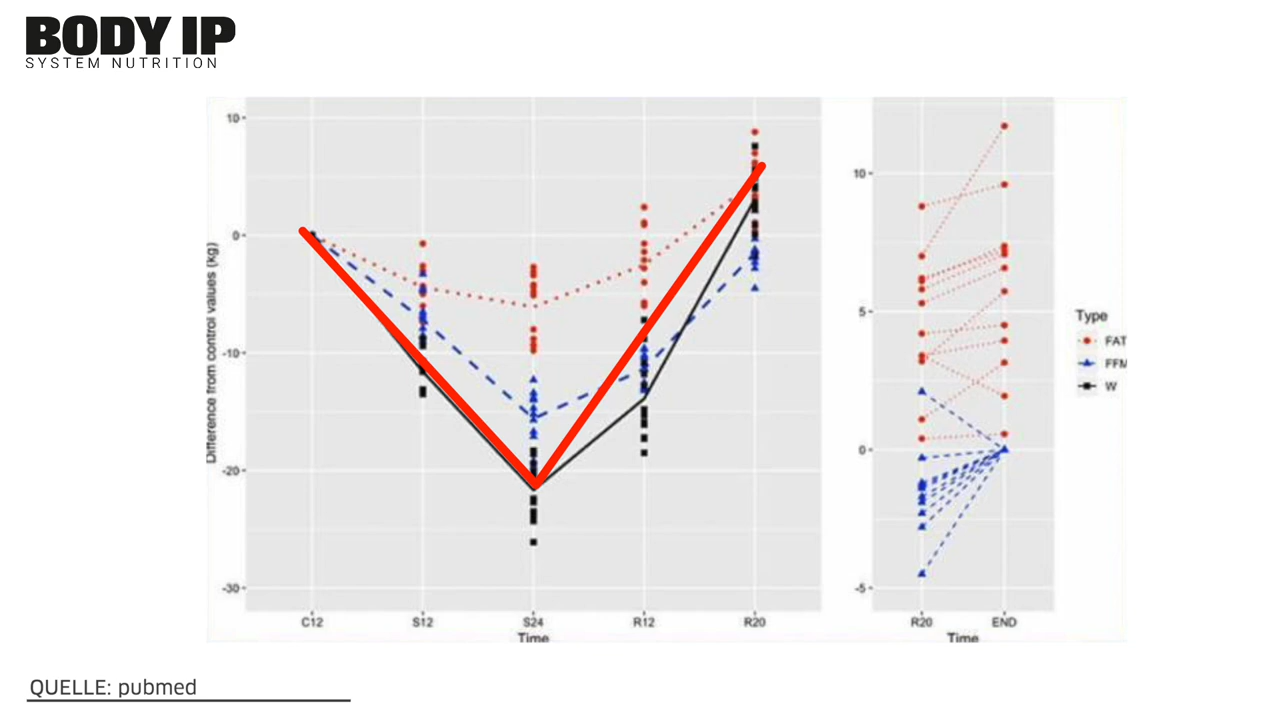 BODY IP
SYSTEM NUTRITION
Difference from control values (kg)
10
0
-10
-20
-30
C12 S12 S24 R12 R20
Time
10
5
0
-5
R20 END
Time
Type
FAT
FFM
W
QUELLE: pubmed